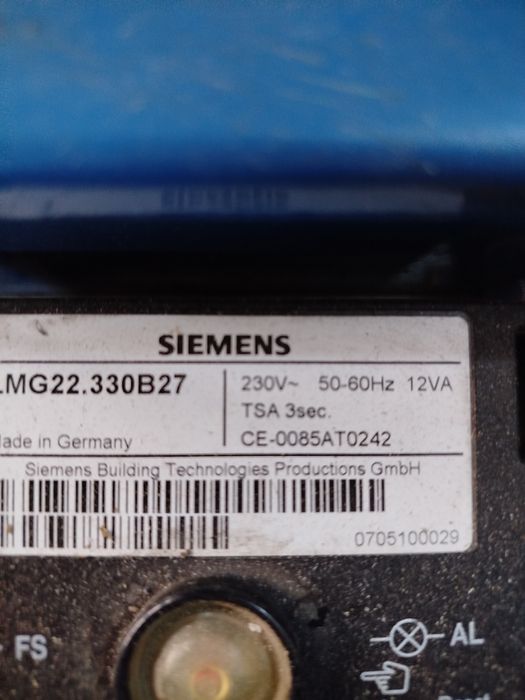 SIEMENS
LMG22.330B27
230V~ 50-60Hz 12VA
TSA 3sec.
Made in Germany
CE-0085AT0242
Siemens Building Technologies Productions GmbH
0705100029
FS
AL